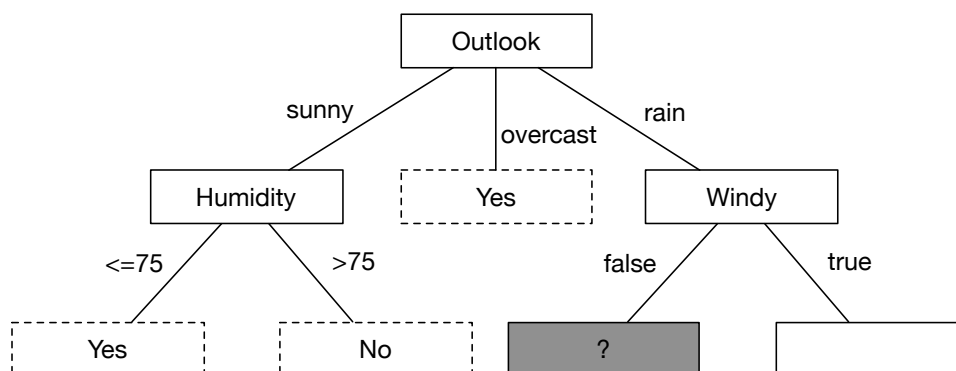 Outlook
sunny
rain
overcast
Humidity
Yes
Windy
<=75
>75
false
true
Yes
No
?